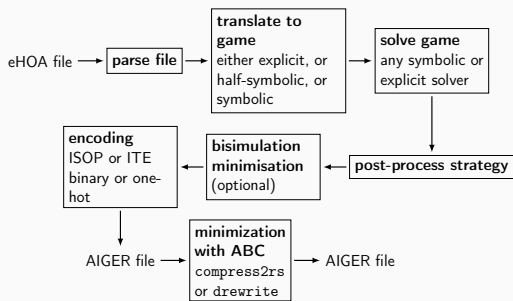 eHOA file
parse file
translate to
game
either explicit, or
half-symbolic, or
symbolic
solve game
any symbolic or
explicit solver
post-process strategy
bisimulation
minimisation
(optional)
encoding
ISOP or ITE
binary or one-
hot
AIGER file
minimization
with ABC
compress2rs
or drewrite
AIGER file